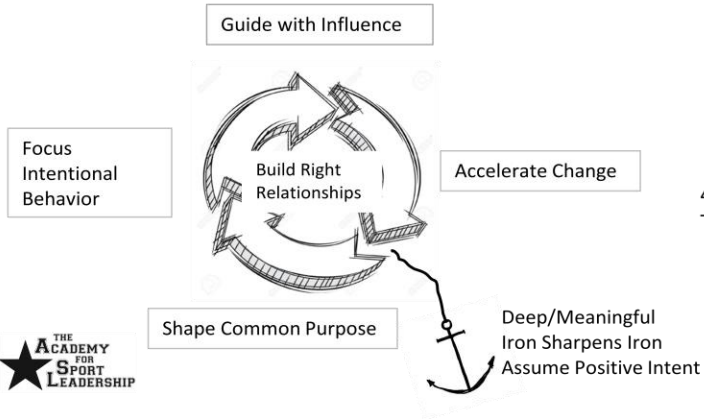 Guide with Influence
Focus
Intentional
Behavior
Build Right
Relationships
Accelerate Change
Shape Common Purpose
Deep/Meaningful
Iron Sharpens Iron
Assume Positive Intent
THE
ACADEMY
FOR
SPORT
LEADERSHIP